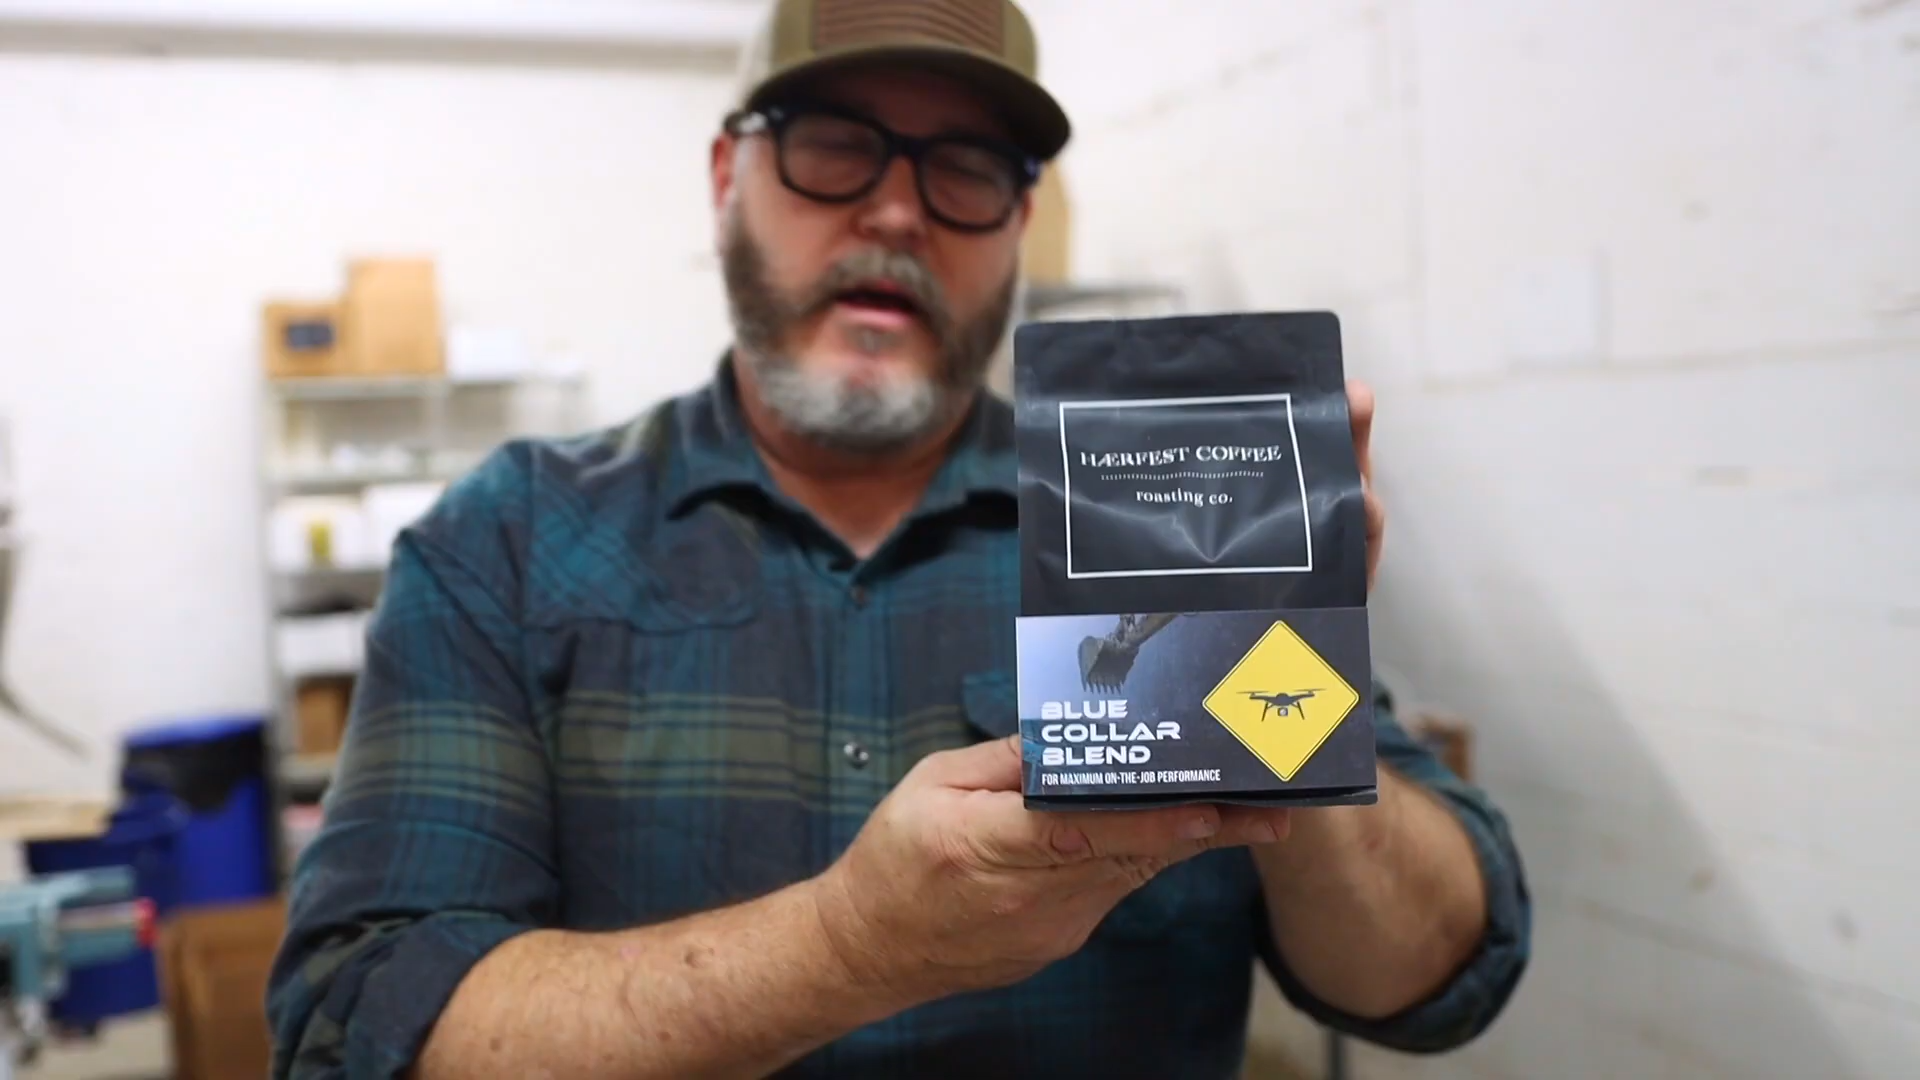 HÆRFEST COFFEE
roasting co.
BLUE
COLLAR
BLEND
FOR MAXIMUM ON-THE-JOB PERFORMANCE